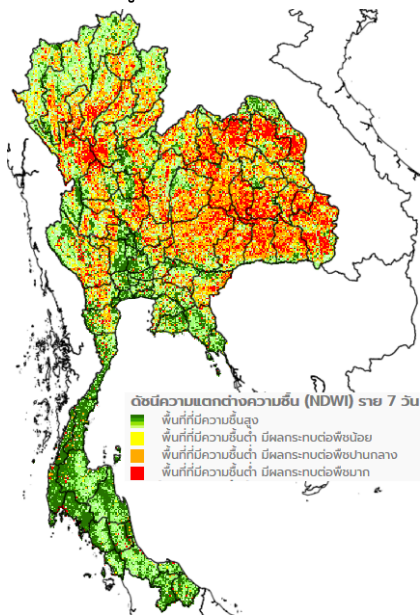 ดัชนีความแตกต่างความชื้น (NDWI) ราย 7 วัน
พื้นที่ที่มีความชื้นสูง
พื้นที่ที่มีความชื้นต่ำ มีผลกระทบต่อพืชน้อย
พื้นที่ที่มีความชื้นต่ำ มีผลกระทบต่อพืชปานกลาง
พื้นที่ที่มีความชื้นต่ำ มีผลกระทบต่อพืชมาก